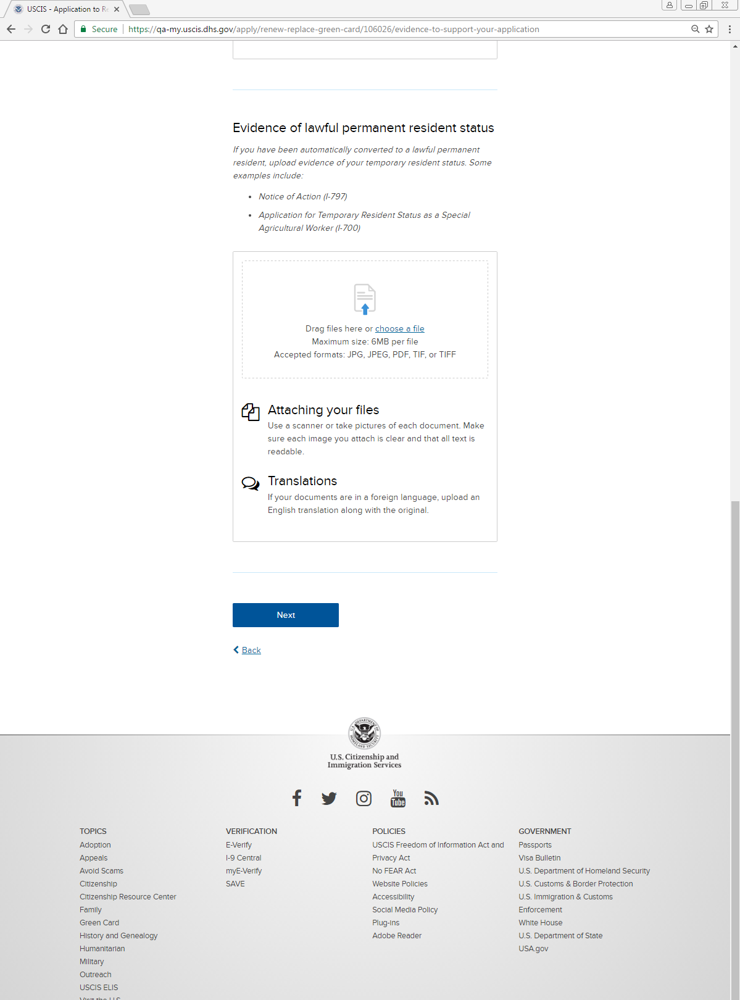 USCIS - Application to Re
Secure
https://qa-my.uscis.dhs.gov/apply/renew-replace-green-card/106026/evidence-to-support-your-application
Evidence of lawful permanent resident status
If you have been automatically converted to a lawful permanent
resident, upload evidence of your temporary resident status. Some
examples include:
• Notice of Action (I-797)
• Application for Temporary Resident Status as a Special
Agricultural Worker (I-700)
Drag files here or choose a file
Maximum size: 6MB per file
Accepted formats: JPG, JPEG, PDF, TIF, or TIFF
Attaching your files
Use a scanner or take pictures of each document. Make
sure each image you attach is clear and that all text is
readable.
Translations
If your documents are in a foreign language, upload an
English translation along with the original.
Next
Back
U.S. DEPARTMENT OF
HOMELAND SECURITY
U.S. Citizenship and
Immigration Services
You
Tube
TOPICS
Adoption
Appeals
Avoid Scams
Citizenship
Citizenship Resource Center
Family
Green Card
History and Genealogy
Humanitarian
Military
Outreach
USCIS ELIS
Visit the U.S.
VERIFICATION
E-Verify
I-9 Central
myE-Verify
SAVE
POLICIES
USCIS Freedom of Information Act and
Privacy Act
No FEAR Act
Website Policies
Accessibility
Social Media Policy
Plug-ins
Adobe Reader
GOVERNMENT
Passports
Visa Bulletin
U.S. Department of Homeland Security
U.S. Customs & Border Protection
U.S. Immigration & Customs
Enforcement
White House
U.S. Department of State
USA.gov